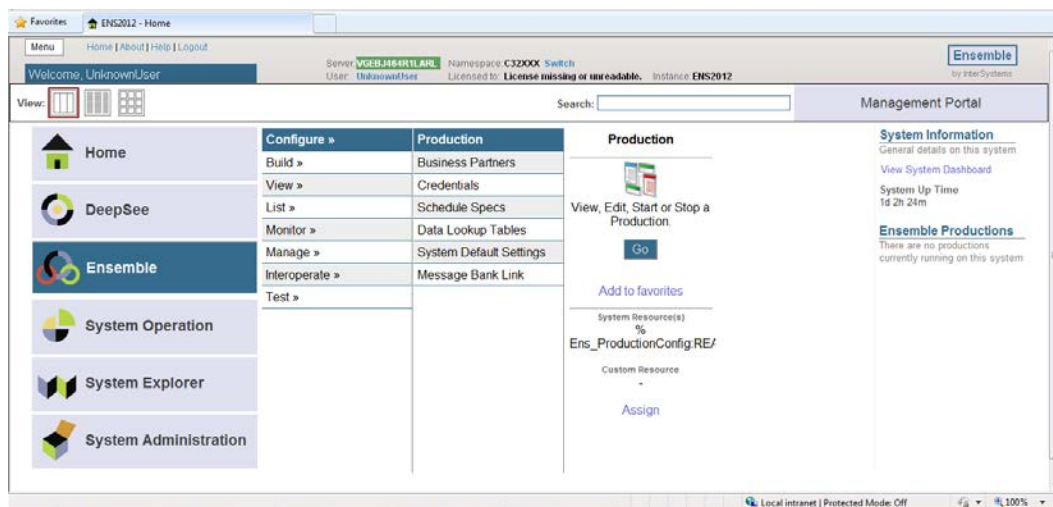 Favorites
ENS2012 - Home
Menu
Home | About | Help | Logout
Server: VGEBJ464R1LARL Namespace: C32XXX Switch
User: UnknownUser Licensed to: License missing or unreadable. Instance: ENS2012
Welcome, UnknownUser
Ensemble
by InterSystems
View:
Search:
Management Portal
Home
DeepSee
Ensemble
System Operation
System Explorer
System Administration
Configure »
Build »
View »
List »
Monitor »
Manage »
Interoperate »
Test »
Production
Business Partners
Credentials
Schedule Specs
Data Lookup Tables
System Default Settings
Message Bank Link
Production
View, Edit, Start or Stop a
Production.
Go
Add to favorites
System Resource(s)
%
Ens_ProductionConfig:REA
Custom Resource
-
Assign
System Information
General details on this system
View System Dashboard
System Up Time
1d 2h 24m
Ensemble Productions
There are no productions
currently running on this system
Local intranet | Protected Mode: Off
100%